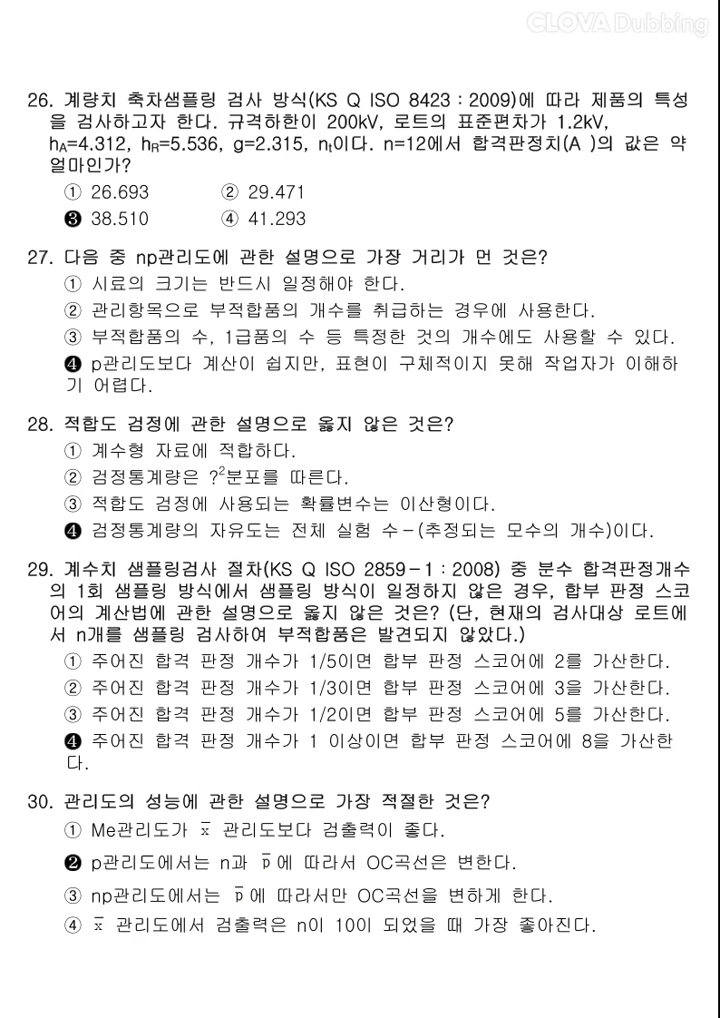 CLOVA Dubbing
26. 계량치 축차샘플링 검사 방식(KS Q ISO 8423 : 2009)에 따라 제품의 특성
을 검사하고자 한다. 규격하한이 200kV, 로트의 표준편차가 1.2kV,
hA=4.312, hR=5.536, g=2.315, nt이다. n=12에서 합격판정치(A )의 값은 약
얼마인가?
① 26.693 ② 29.471
❸ 38.510 ④ 41.293
27. 다음 중 np관리도에 관한 설명으로 가장 거리가 먼 것은?
① 시료의 크기는 반드시 일정해야 한다.
② 관리항목으로 부적합품의 개수를 취급하는 경우에 사용한다.
③ 부적합품의 수, 1급품의 수 등 특정한 것의 개수에도 사용할 수 있다.
❹ p관리도보다 계산이 쉽지만, 표현이 구체적이지 못해 작업자가 이해하
기 어렵다.
28. 적합도 검정에 관한 설명으로 옳지 않은 것은?
① 계수형 자료에 적합하다.
② 검정통계량은 ?²분포를 따른다.
③ 적합도 검정에 사용되는 확률변수는 이산형이다.
❹ 검정통계량의 자유도는 전체 실험 수-(추정되는 모수의 개수)이다.
29. 계수치 샘플링검사 절차(KS Q ISO 2859-1 : 2008) 중 분수 합격판정개수
의 1회 샘플링 방식에서 샘플링 방식이 일정하지 않은 경우, 합부 판정 스코
어의 계산법에 관한 설명으로 옳지 않은 것은? (단, 현재의 검사대상 로트에
서 n개를 샘플링 검사하여 부적합품은 발견되지 않았다.)
① 주어진 합격 판정 개수가 1/5이면 합부 판정 스코어에 2를 가산한다.
② 주어진 합격 판정 개수가 1/3이면 합부 판정 스코어에 3을 가산한다.
③ 주어진 합격 판정 개수가 1/2이면 합부 판정 스코어에 5를 가산한다.
❹ 주어진 합격 판정 개수가 1 이상이면 합부 판정 스코어에 8을 가산한
다.
30. 관리도의 성능에 관한 설명으로 가장 적절한 것은?
① Me관리도가 x̄ 관리도보다 검출력이 좋다.
❷ p관리도에서는 n과 p̄에 따라서 OC곡선은 변한다.
③ np관리도에서는 p̄에 따라서만 OC곡선을 변하게 한다.
④ x̄ 관리도에서 검출력은 n이 10이 되었을 때 가장 좋아진다.